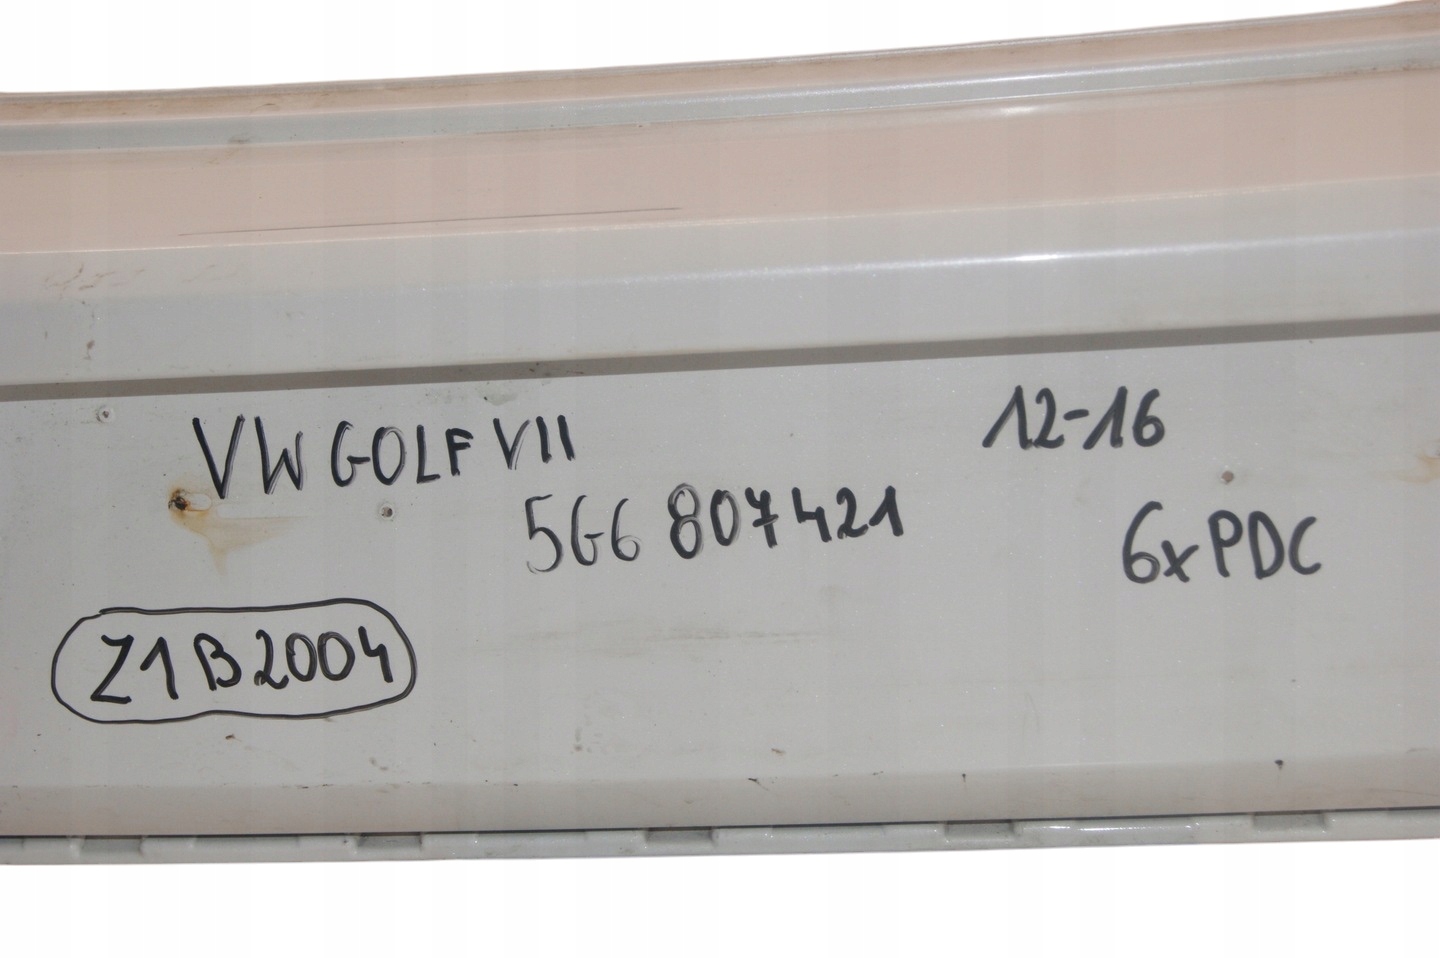 VW GOLF VII
12-16
5G6 807421
6xPDC
Z1B2004